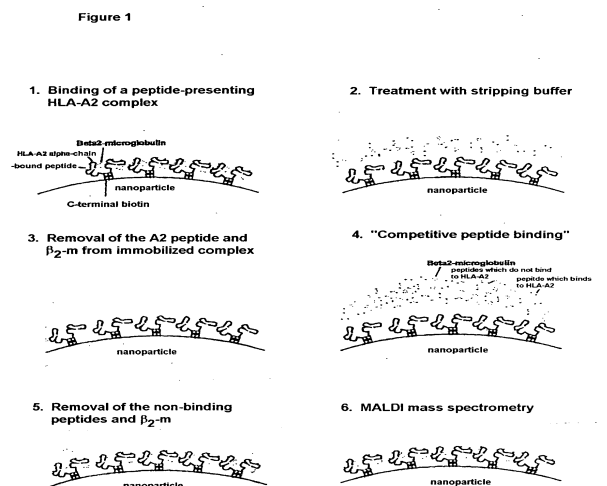 Figure 1
1. Binding of a peptide-presenting
HLA-A2 complex
Beta2-microglobulin
HLA-A2 alpha-chain
-bound peptide
nanoparticle
C-terminal biotin
2. Treatment with stripping buffer
nanoparticle
3. Removal of the A2 peptide and
β2-m from immobilized complex
nanoparticle
4. "Competitive peptide binding"
Beta2-microglobulin
peptides which do not bind
to HLA-A2
pepitde which binds
to HLA-A2
nanoparticle
5. Removal of the non-binding
peptides and β2-m
nanoparticle
6. MALDI mass spectrometry
nanoparticle